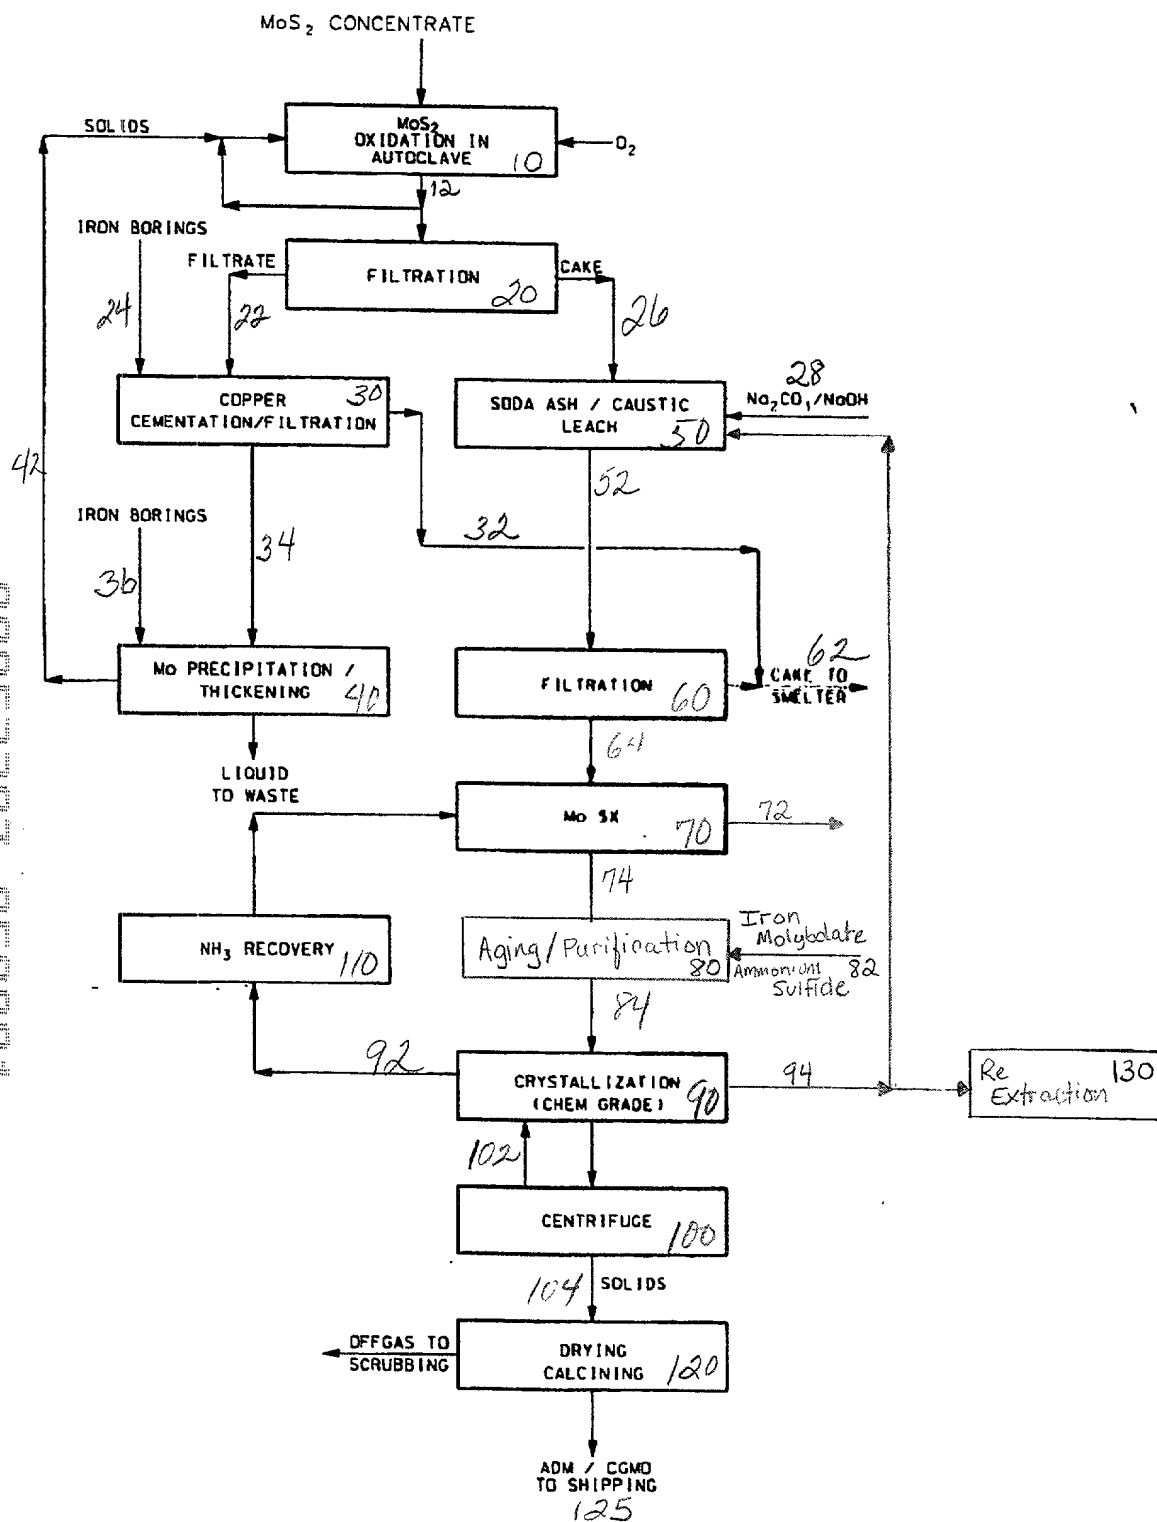 MoS2 CONCENTRATE
SOLIDS
MoS2
OXIDATION IN
AUTOCLAVE
10
O2
12
IRON BORINGS
FILTRATE
FILTRATION
20
CAKE
24
22
26
COPPER
CEMENTATION/FILTRATION
30
SODA ASH / CAUSTIC
LEACH
50
28
Na2CO3/NaOH
42
52
IRON BORINGS
34
32
36
Mo PRECIPITATION /
THICKENING
40
FILTRATION
60
62
CAKE TO
SMELTER
64
LIQUID
TO WASTE
Mo SX
70
72
74
NH3 RECOVERY
110
Aging/Purification
80
Iron
Molybdate
Ammonium 82
Sulfide
84
92
CRYSTALLIZATION
(CHEM GRADE)
90
94
Re 130
Extraction
102
CENTRIFUGE
100
104
SOLIDS
OFFGAS TO
SCRUBBING
DRYING
CALCINING
120
ADM / CGMO
TO SHIPPING
125